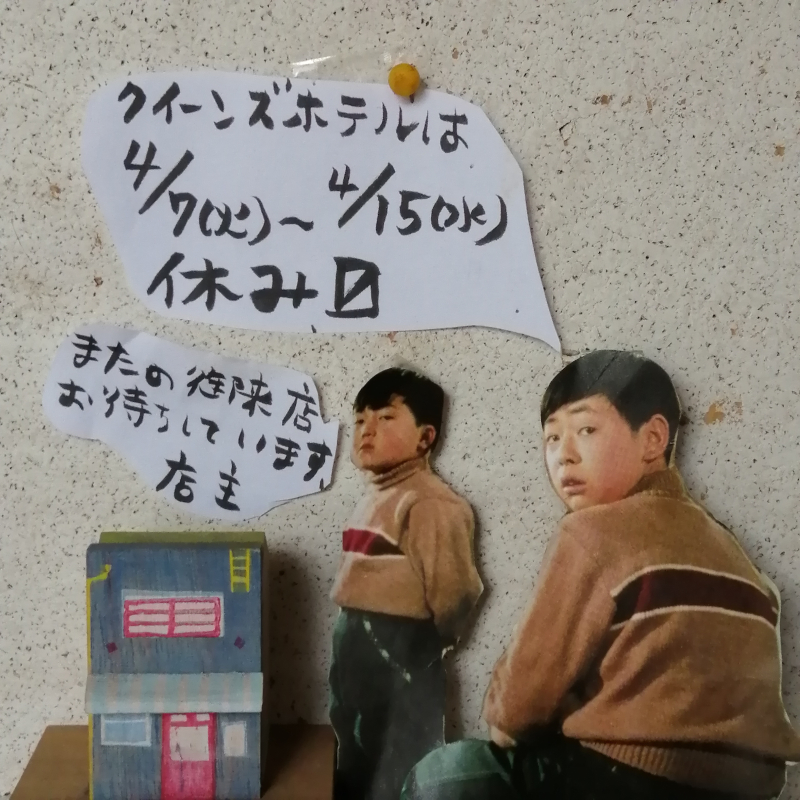 クイーンズホテルは
4/7(火)〜4/15(水)
休み日
またの御来店
お待ちしています。
店主